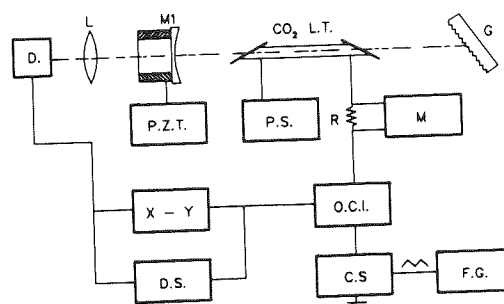 L M1 CO₂ L.T. G
D.
P.Z.T. P.S. R M
X – Y O.C.I.
D.S. C.S F.G.